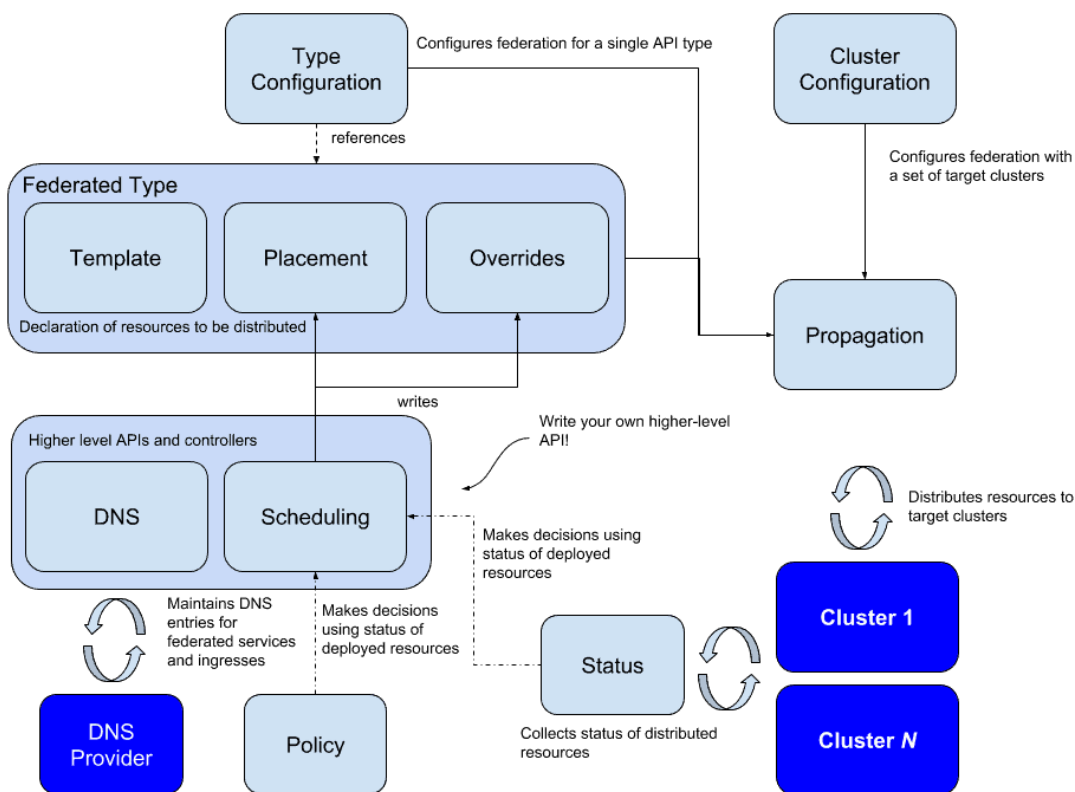 Type
Configuration
Configures federation for a single API type
Cluster
Configuration
references
Configures federation with
a set of target clusters
Federated Type
Template
Placement
Overrides
Declaration of resources to be distributed
Propagation
writes
Write your own higher-level
API!
Higher level APIs and controllers
DNS
Scheduling
Distributes resources to
target clusters
Makes decisions using
status of deployed
resources
Maintains DNS
entries for
federated services
and ingresses
Makes decisions
using status of
deployed resources
Cluster 1
Status
Collects status of distributed
resources
DNS
Provider
Policy
Cluster N